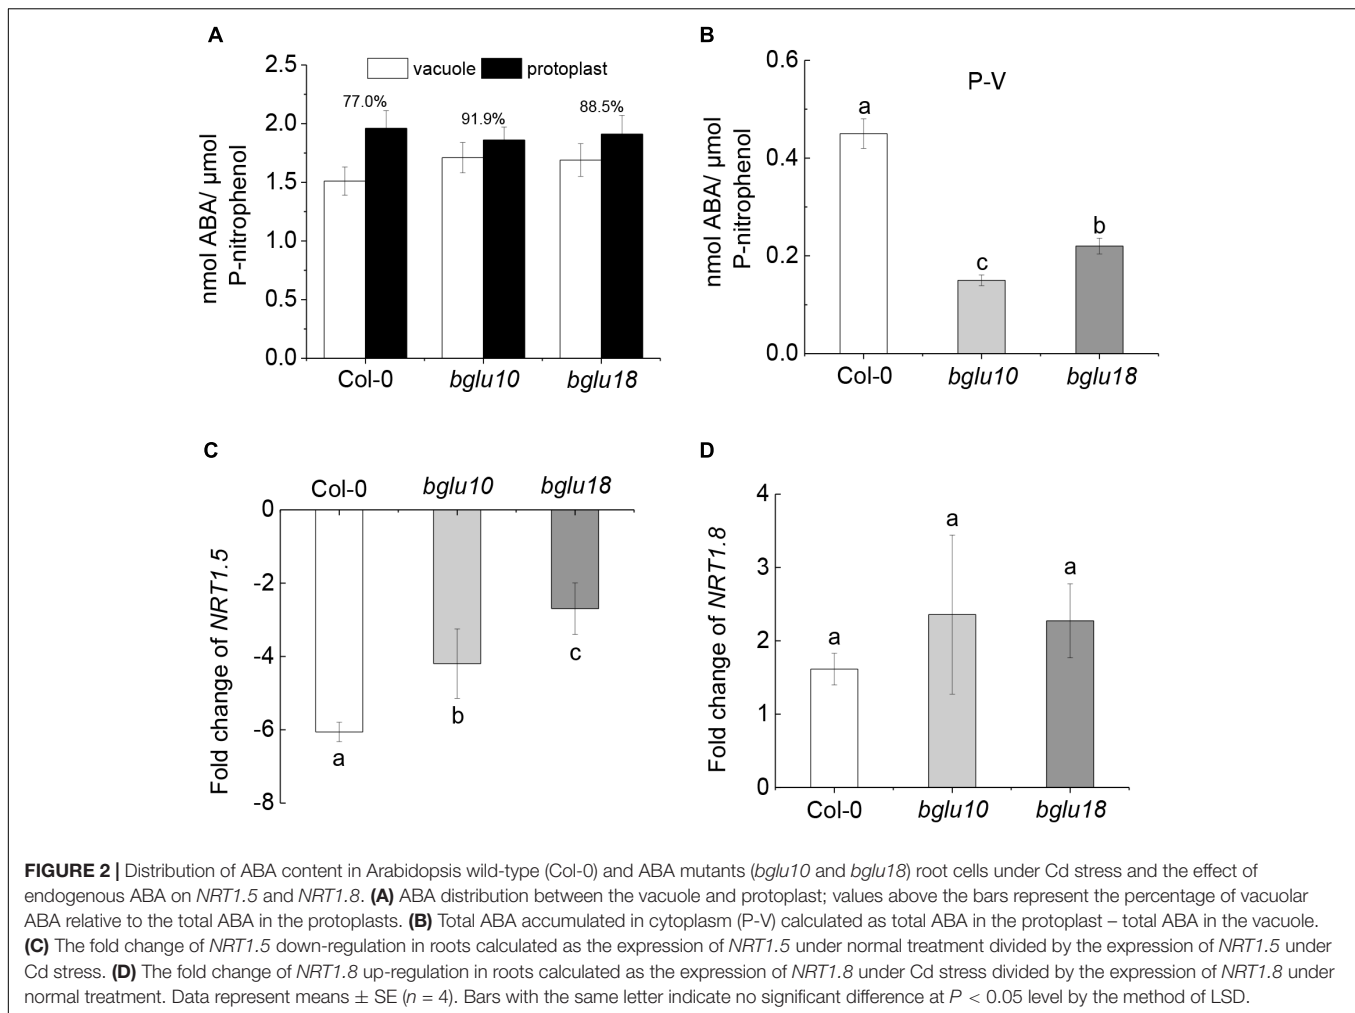 A
2.5
2.0
1.5
1.0
0.5
0.0
nmol ABA/ μmol
P-nitrophenol
vacuole
protoplast
77.0%
91.9%
88.5%
Col-0
bglu10
bglu18
B
0.6
0.4
0.2
0.0
nmol ABA/ μmol
P-nitrophenol
P-V
a
c
b
Col-0
bglu10
bglu18
C
Col-0
bglu10
bglu18
0
-2
-4
-6
-8
Fold change of NRT1.5
a
b
c
D
4
3
2
1
0
Fold change of NRT1.8
a
a
a
Col-0
bglu10
bglu18
FIGURE 2 | Distribution of ABA content in Arabidopsis wild-type (Col-0) and ABA mutants (bglu10 and bglu18) root cells under Cd stress and the effect of
endogenous ABA on NRT1.5 and NRT1.8. (A) ABA distribution between the vacuole and protoplast; values above the bars represent the percentage of vacuolar
ABA relative to the total ABA in the protoplasts. (B) Total ABA accumulated in cytoplasm (P-V) calculated as total ABA in the protoplast – total ABA in the vacuole.
(C) The fold change of NRT1.5 down-regulation in roots calculated as the expression of NRT1.5 under normal treatment divided by the expression of NRT1.5 under
Cd stress. (D) The fold change of NRT1.8 up-regulation in roots calculated as the expression of NRT1.8 under Cd stress divided by the expression of NRT1.8 under
normal treatment. Data represent means ± SE (n = 4). Bars with the same letter indicate no significant difference at P < 0.05 level by the method of LSD.